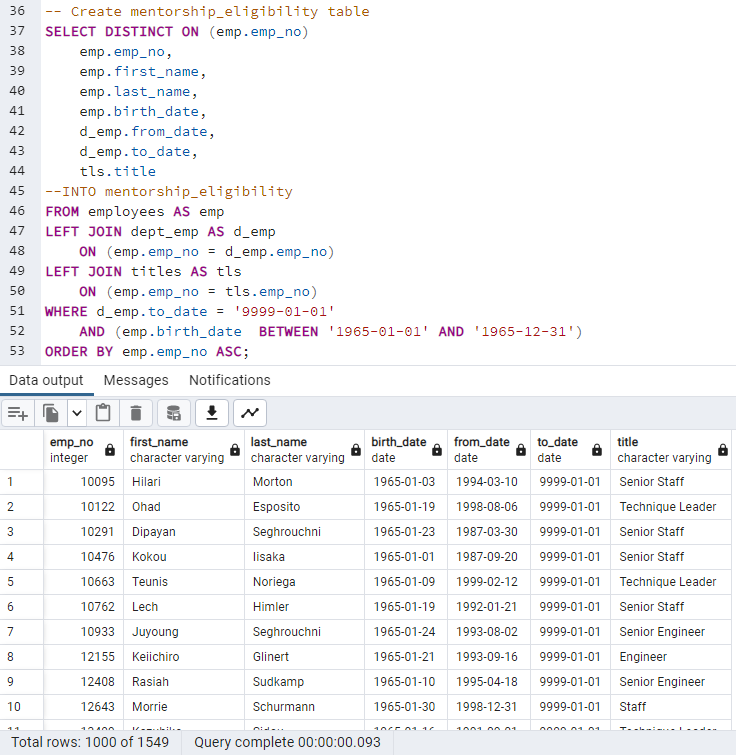 36 -- Create mentorship_eligibility table
37 SELECT DISTINCT ON (emp.emp_no)
38 emp.emp_no,
39 emp.first_name,
40 emp.last_name,
41 emp.birth_date,
42 d_emp.from_date,
43 d_emp.to_date,
44 tls.title
45 --INTO mentorship_eligibility
46 FROM employees AS emp
47 LEFT JOIN dept_emp AS d_emp
48 ON (emp.emp_no = d_emp.emp_no)
49 LEFT JOIN titles AS tls
50 ON (emp.emp_no = tls.emp_no)
51 WHERE d_emp.to_date = '9999-01-01'
52 AND (emp.birth_date  BETWEEN '1965-01-01' AND '1965-12-31')
53 ORDER BY emp.emp_no ASC;
Data output Messages Notifications
emp_no first_name last_name birth_date from_date to_date title
integer character varying character varying date date date character varying
1 10095 Hilari Morton 1965-01-03 1994-03-10 9999-01-01 Senior Staff
2 10122 Ohad Esposito 1965-01-19 1998-08-06 9999-01-01 Technique Leader
3 10291 Dipayan Seghrouchni 1965-01-23 1987-03-30 9999-01-01 Senior Staff
4 10476 Kokou Iisaka 1965-01-01 1987-09-20 9999-01-01 Senior Staff
5 10663 Teunis Noriega 1965-01-09 1999-02-12 9999-01-01 Technique Leader
6 10762 Lech Himler 1965-01-19 1992-01-21 9999-01-01 Senior Staff
7 10933 Juyoung Seghrouchni 1965-01-24 1993-08-02 9999-01-01 Senior Engineer
8 12155 Keiichiro Glinert 1965-01-21 1993-09-16 9999-01-01 Engineer
9 12408 Rasiah Sudkamp 1965-01-10 1995-04-18 9999-01-01 Senior Engineer
10 12643 Morrie Schurmann 1965-01-30 1998-12-31 9999-01-01 Staff
Total rows: 1000 of 1549 Query complete 00:00:00.093